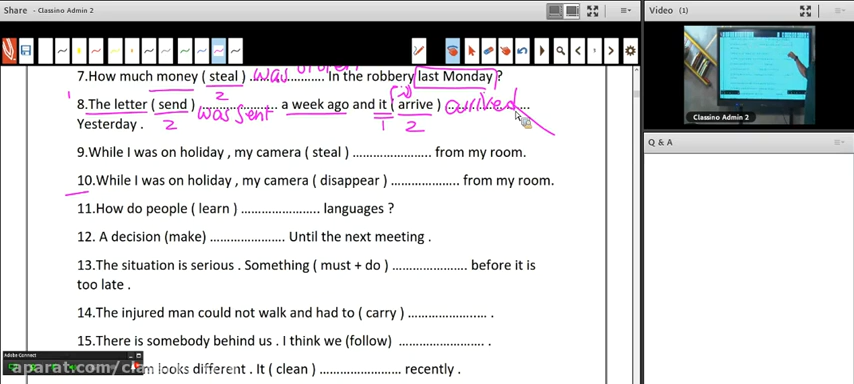 Share - Classino Admin 2
Video (1)
7.How much money ( steal ) was ................ In the robbery last Monday ?
2
8.The letter ( send ) ........................ a week ago and it ( arrive ) arrived
2 was sent 1 2
Yesterday .
9.While I was on holiday , my camera ( steal ) ........................ from my room.
10.While I was on holiday , my camera ( disappear ) ..................... from my room.
11.How do people ( learn ) ........................ languages ?
12. A decision (make) ....................... Until the next meeting .
13.The situation is serious . Something ( must + do ) ....................... before it is
too late .
14.The injured man could not walk and had to ( carry ) ........................ .
15.There is somebody behind us . I think we (follow) ............................ .
looks different . It ( clean ) ........................ recently .
Adobe Connect
aparat.com/class
Classino Admin 2
Q & A